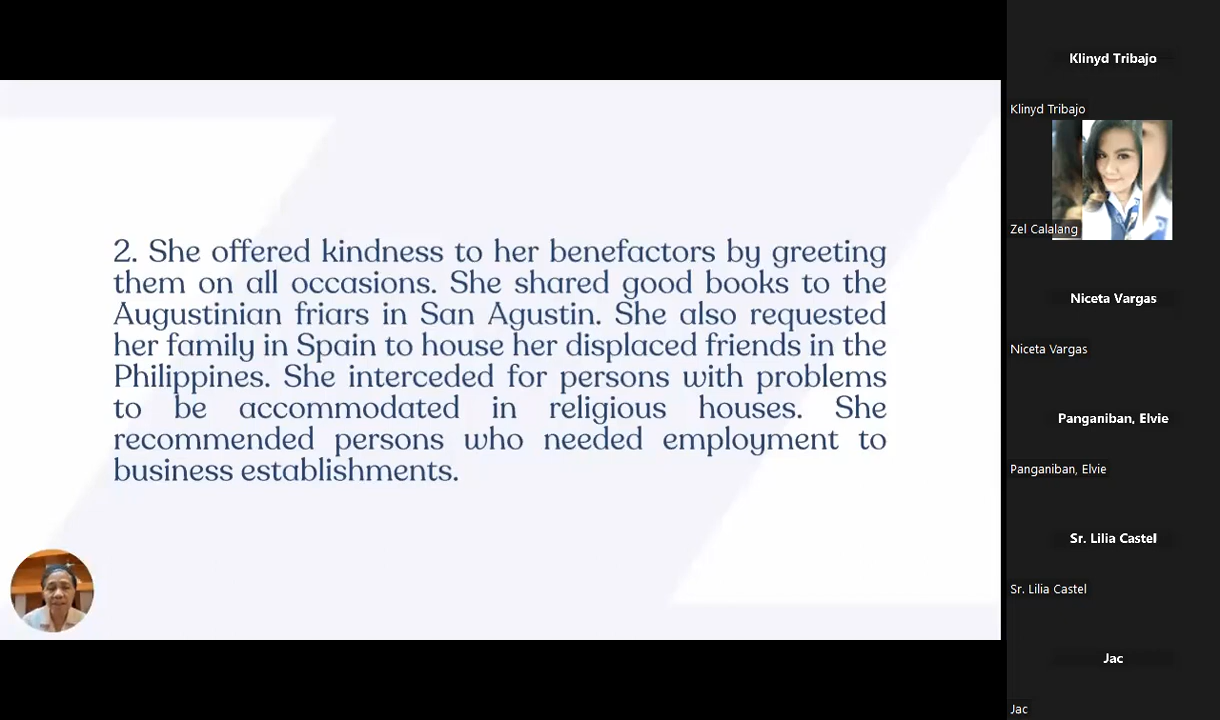 2. She offered kindness to her benefactors by greeting
them on all occasions. She shared good books to the
Augustinian friars in San Agustin. She also requested
her family in Spain to house her displaced friends in the
Philippines. She interceded for persons with problems
to be accommodated in religious houses. She
recommended persons who needed employment to
business establishments.
Klinyd Tribajo
Klinyd Tribajo
Zel Calalang
Niceta Vargas
Niceta Vargas
Panganiban, Elvie
Panganiban, Elvie
Sr. Lilia Castel
Sr. Lilia Castel
Jac
Jac